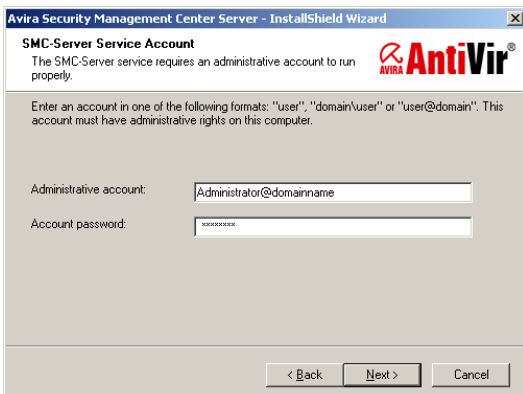 Avira Security Management Center Server - InstallShield Wizard
SMC-Server Service Account
The SMC-Server service requires an administrative account to run
properly.
AVIRA AntiVir®
Enter an account in one of the following formats: "user", "domain\user" or "user@domain". This
account must have administrative rights on this computer.
Administrative account: Administrator@domainname
Account password: xxxxxxxx
< Back Next > Cancel